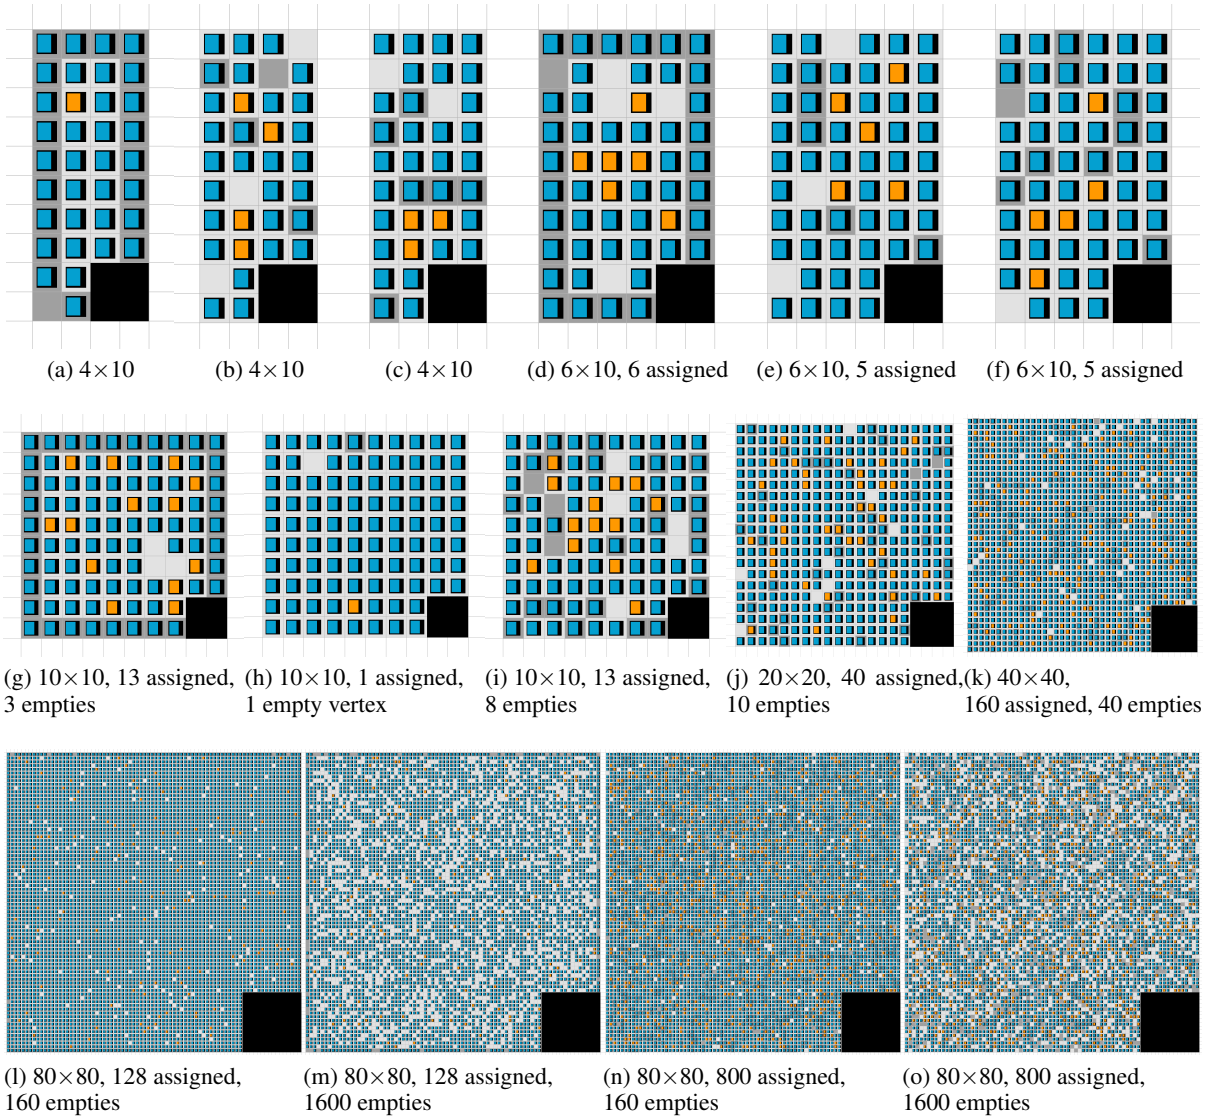 (a) 4×10
(b) 4×10
(c) 4×10
(d) 6×10, 6 assigned
(e) 6×10, 5 assigned
(f) 6×10, 5 assigned
(g) 10×10, 13 assigned,
3 empties
(h) 10×10, 1 assigned,
1 empty vertex
(i) 10×10, 13 assigned,
8 empties
(j) 20×20, 40 assigned,
10 empties
(k) 40×40,
160 assigned, 40 empties
(l) 80×80, 128 assigned,
160 empties
(m) 80×80, 128 assigned,
1600 empties
(n) 80×80, 800 assigned,
160 empties
(o) 80×80, 800 assigned,
1600 empties